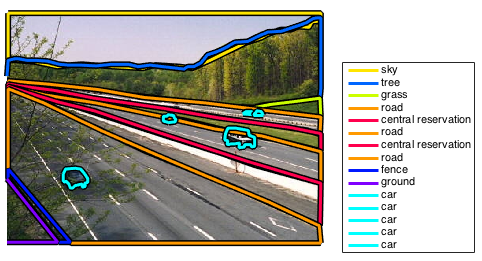 sky
tree
grass
road
central reservation
road
central reservation
road
fence
ground
car
car
car
car
car